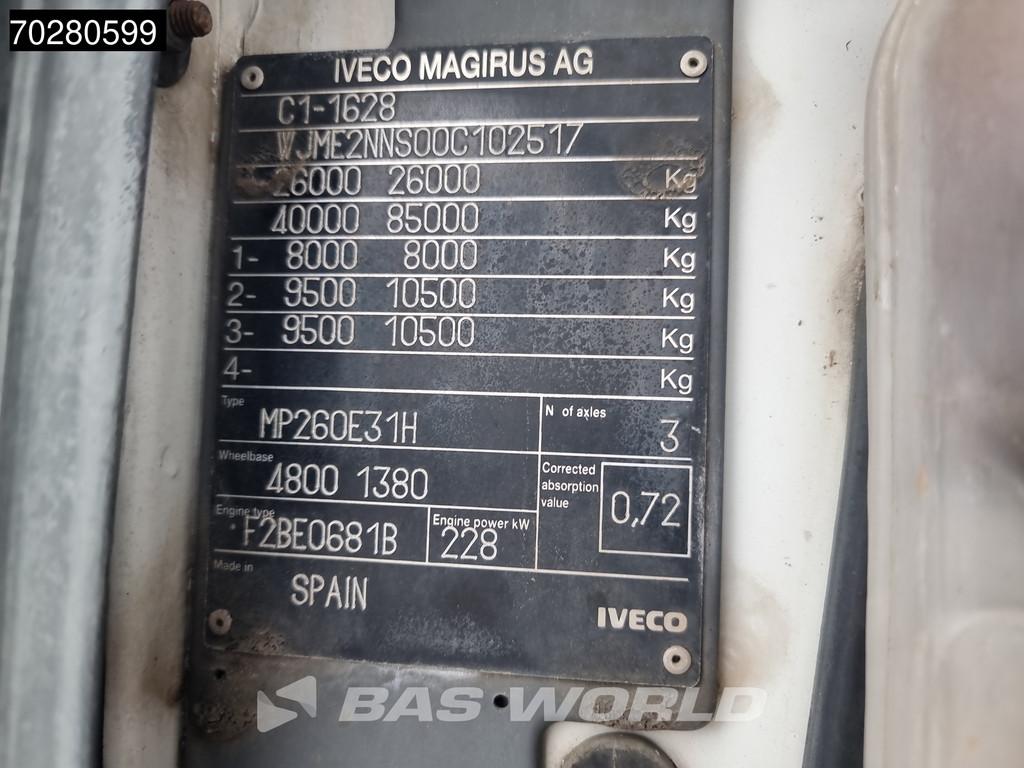 70280599
IVECO MAGIRUS AG
C1-1628
WJME2NNS00C102517
26000 26000 Kg
40000 85000 Kg
1- 8000 8000 Kg
2- 9500 10500 Kg
3- 9500 10500 Kg
4- Kg
Type
MP260E31H
N of axles
3
Wheelbase
4800 1380
Corrected
absorption
value
0,72
Engine type
F2BE0681B
Engine power kW
228
Made in
SPAIN
IVECO
BAS WORLD